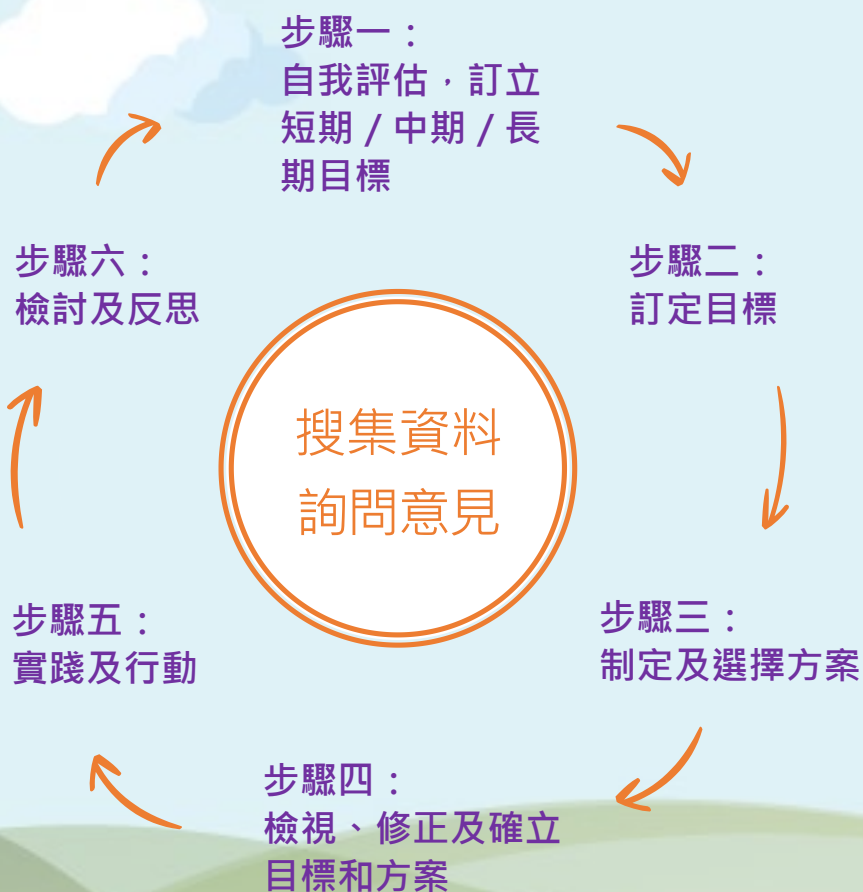 步驟一：
自我評估，訂立
短期 / 中期 / 長
期目標
步驟二：
訂定目標
步驟三：
制定及選擇方案
步驟四：
檢視、修正及確立
目標和方案
步驟五：
實踐及行動
步驟六：
檢討及反思
搜集資料
詢問意見